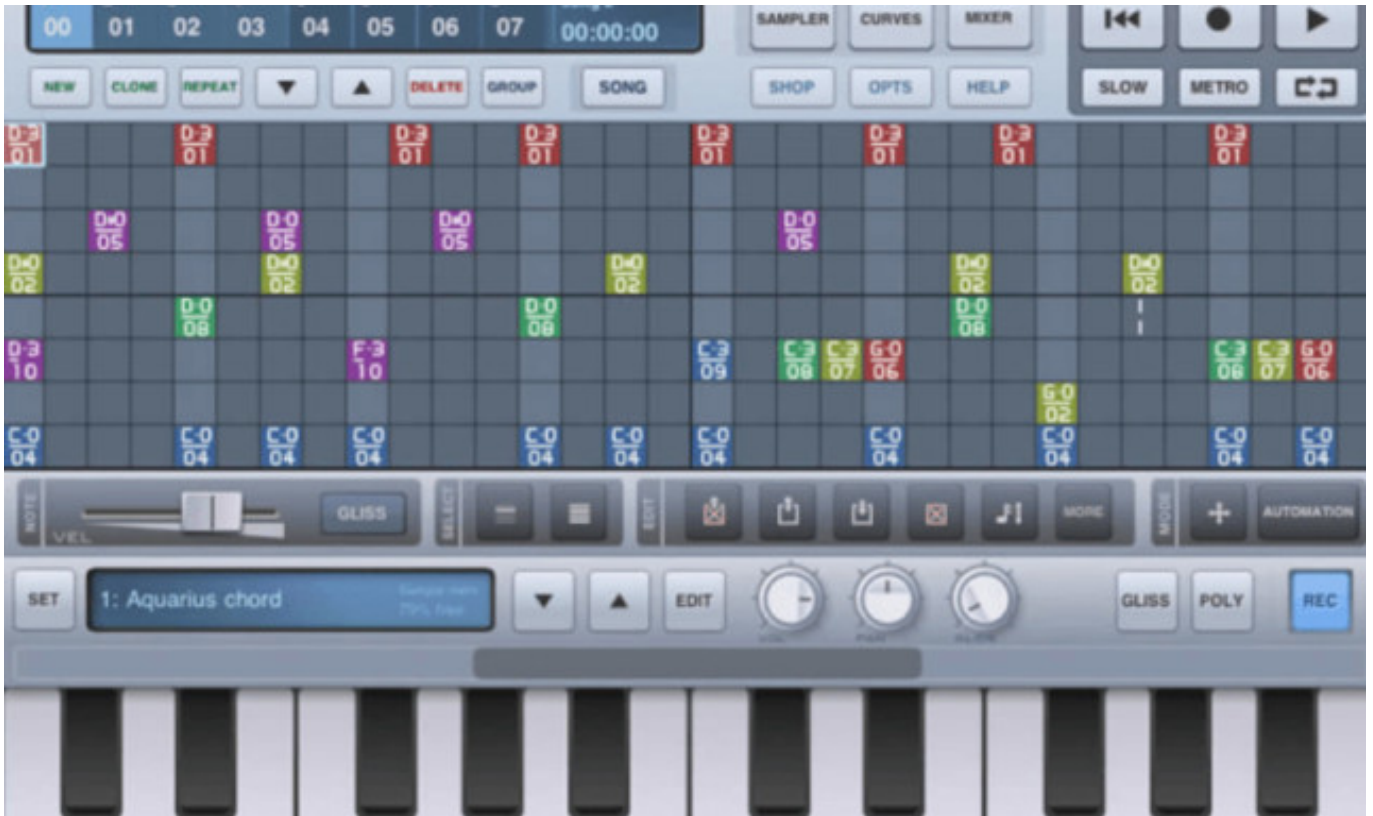 00 01 02 03 04 05 06 07 00:00:00
SAMPLER CURVES MIXER
NEW CLONE REPEAT DELETE GROUP SONG SHOP OPTS HELP SLOW METRO
D-3 D-3 D-3 D-3 D-3 D-3 D-3 D-3
01 01 01 01 01 01 01 01
D•0 D-0 D•0 D-0
05 05 05 05
D•0 D•0 D•0 D•0 D•0
02 02 02 02 02
D-0 D-0 D-0
08 08 08
D-3 F-3 C-3 C-3 C-3 G-0 C-3 C-3 G-0
10 10 09 08 07 06 08 07 06
G-0
02
C-0 C-0 C-0 C-0 C-0 C-0 C-0 C-0 C-0 C-0 C-0
04 04 04 04 04 04 04 04 04 04 04
NOTE VEL GLISS SELECT EDIT MORE MODE AUTOMATION
SET 1: Aquarius chord EDIT GLISS POLY REC
VOL PAN